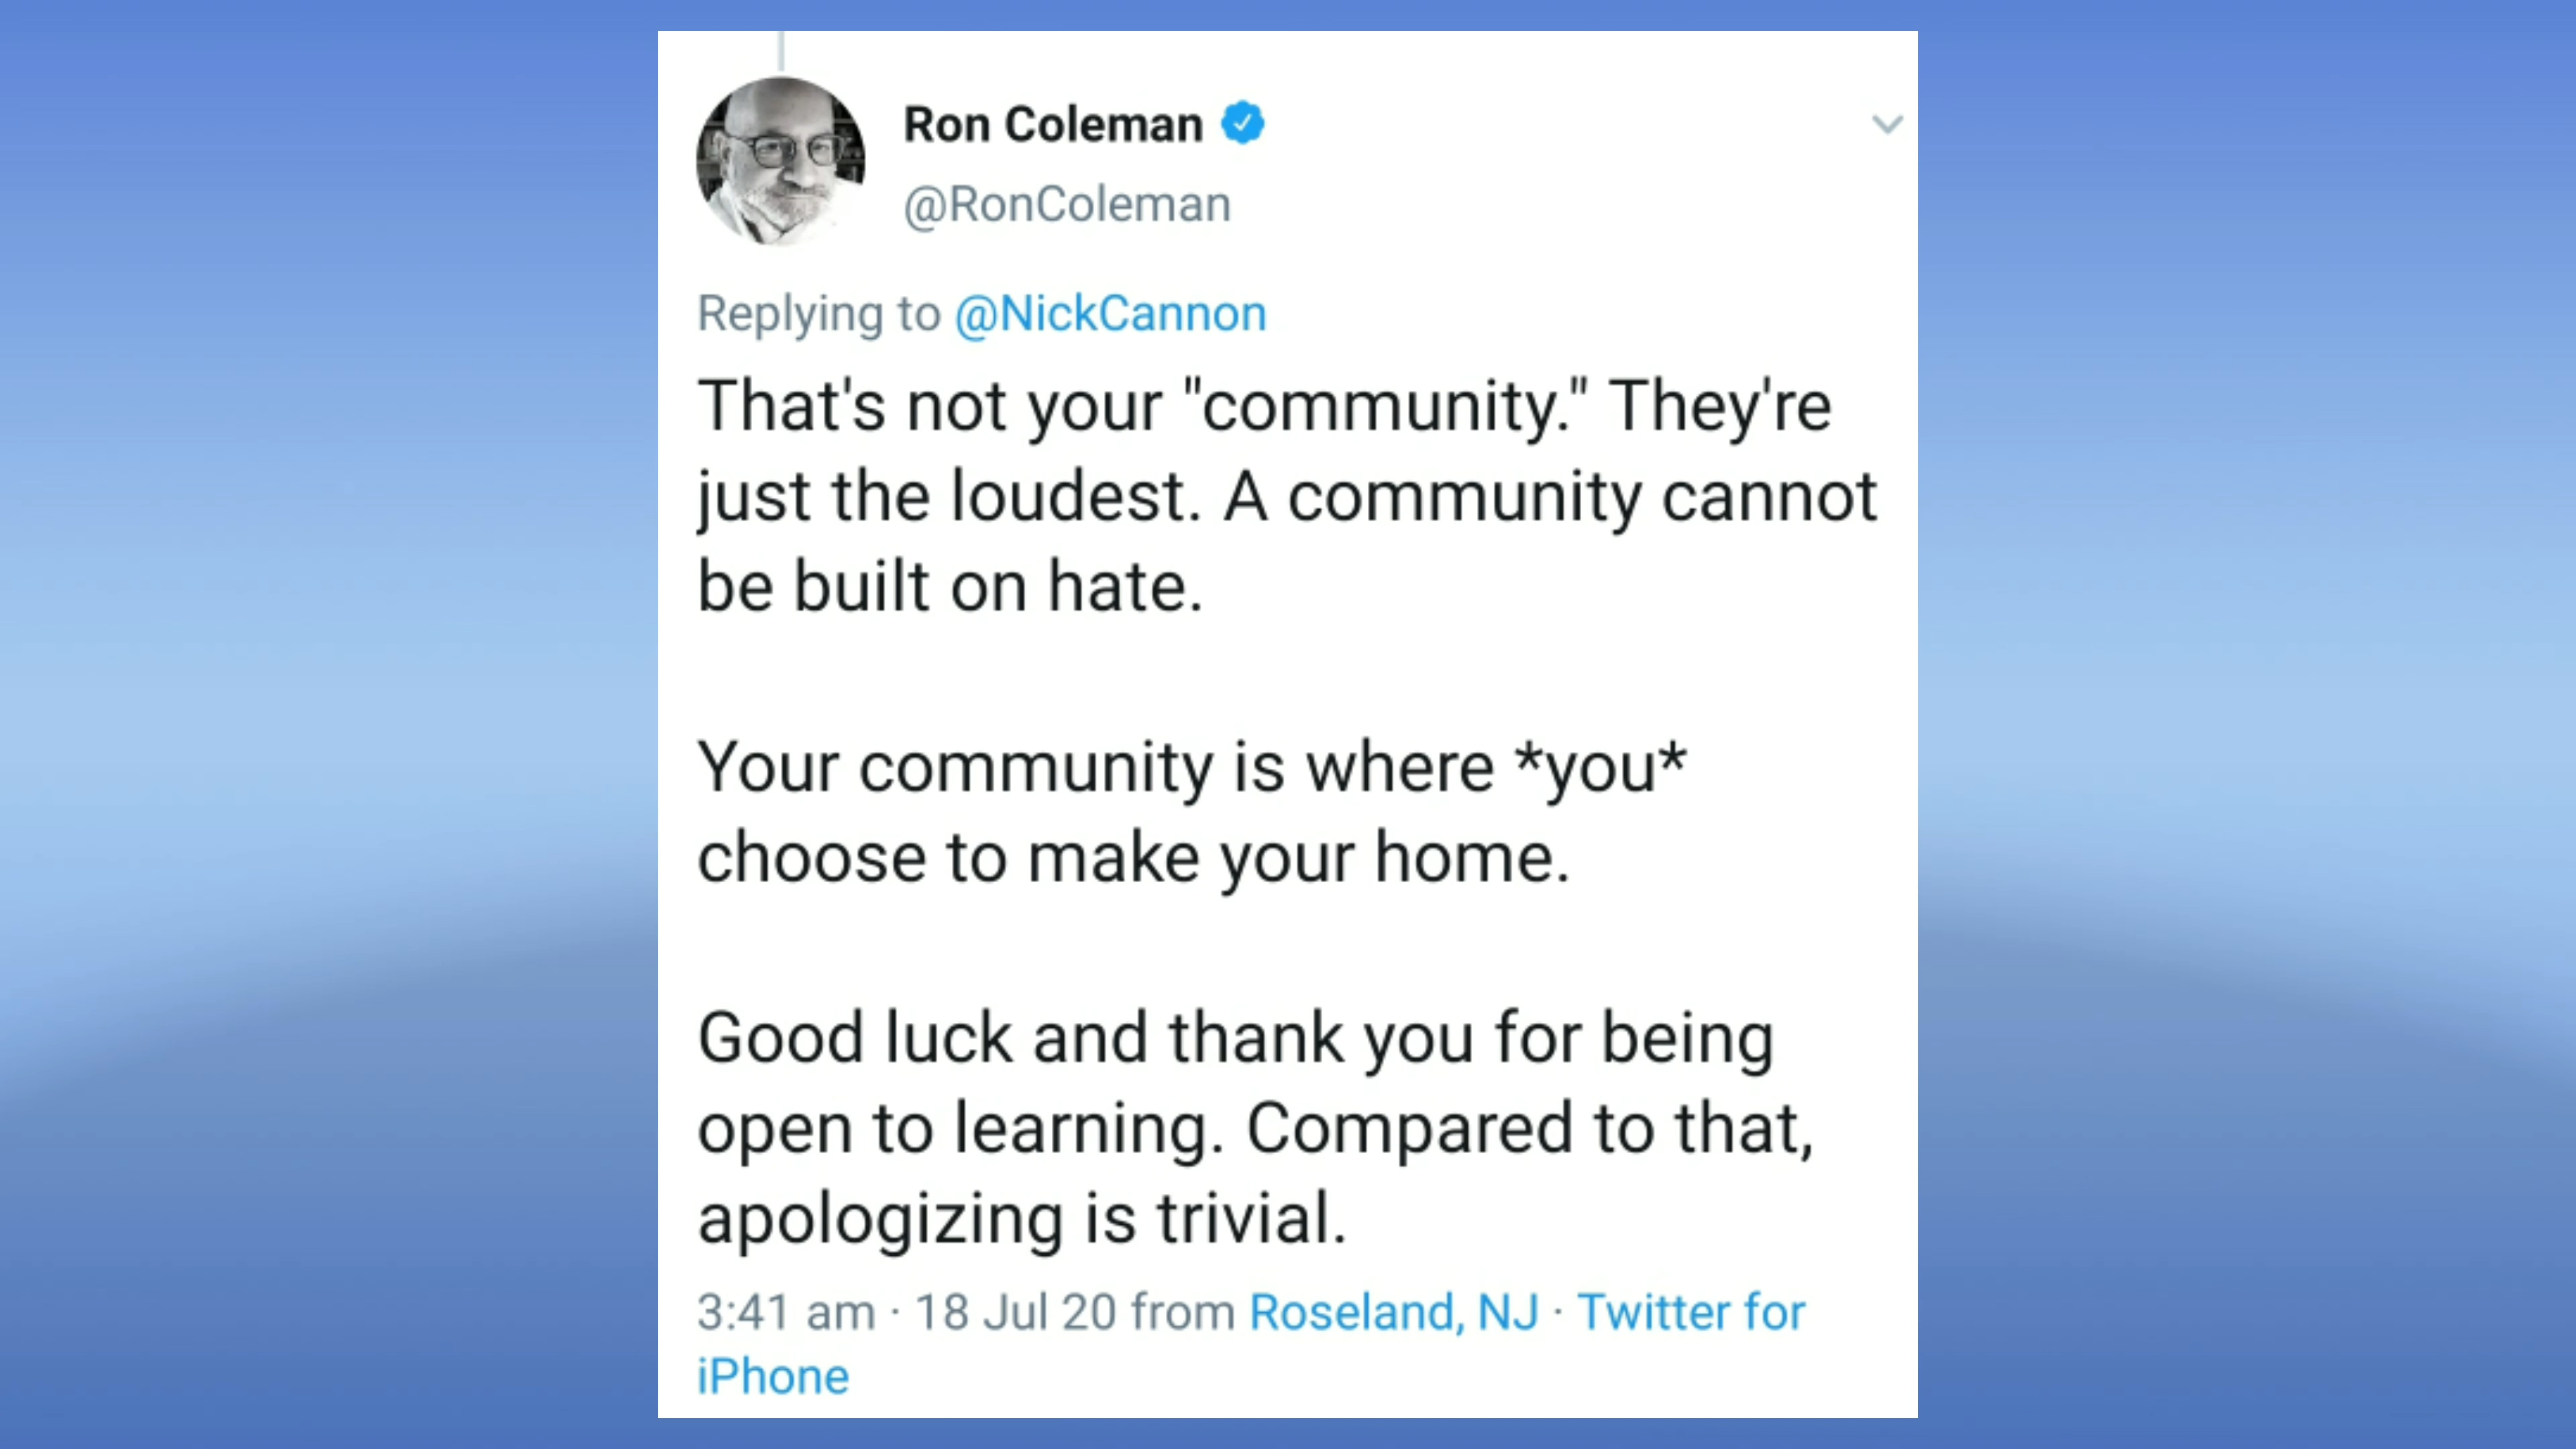 Ron Coleman
@RonColeman
Replying to @NickCannon
That's not your "community." They're
just the loudest. A community cannot
be built on hate.
Your community is where *you*
choose to make your home.
Good luck and thank you for being
open to learning. Compared to that,
apologizing is trivial.
3:41 am · 18 Jul 20 from Roseland, NJ · Twitter for
iPhone